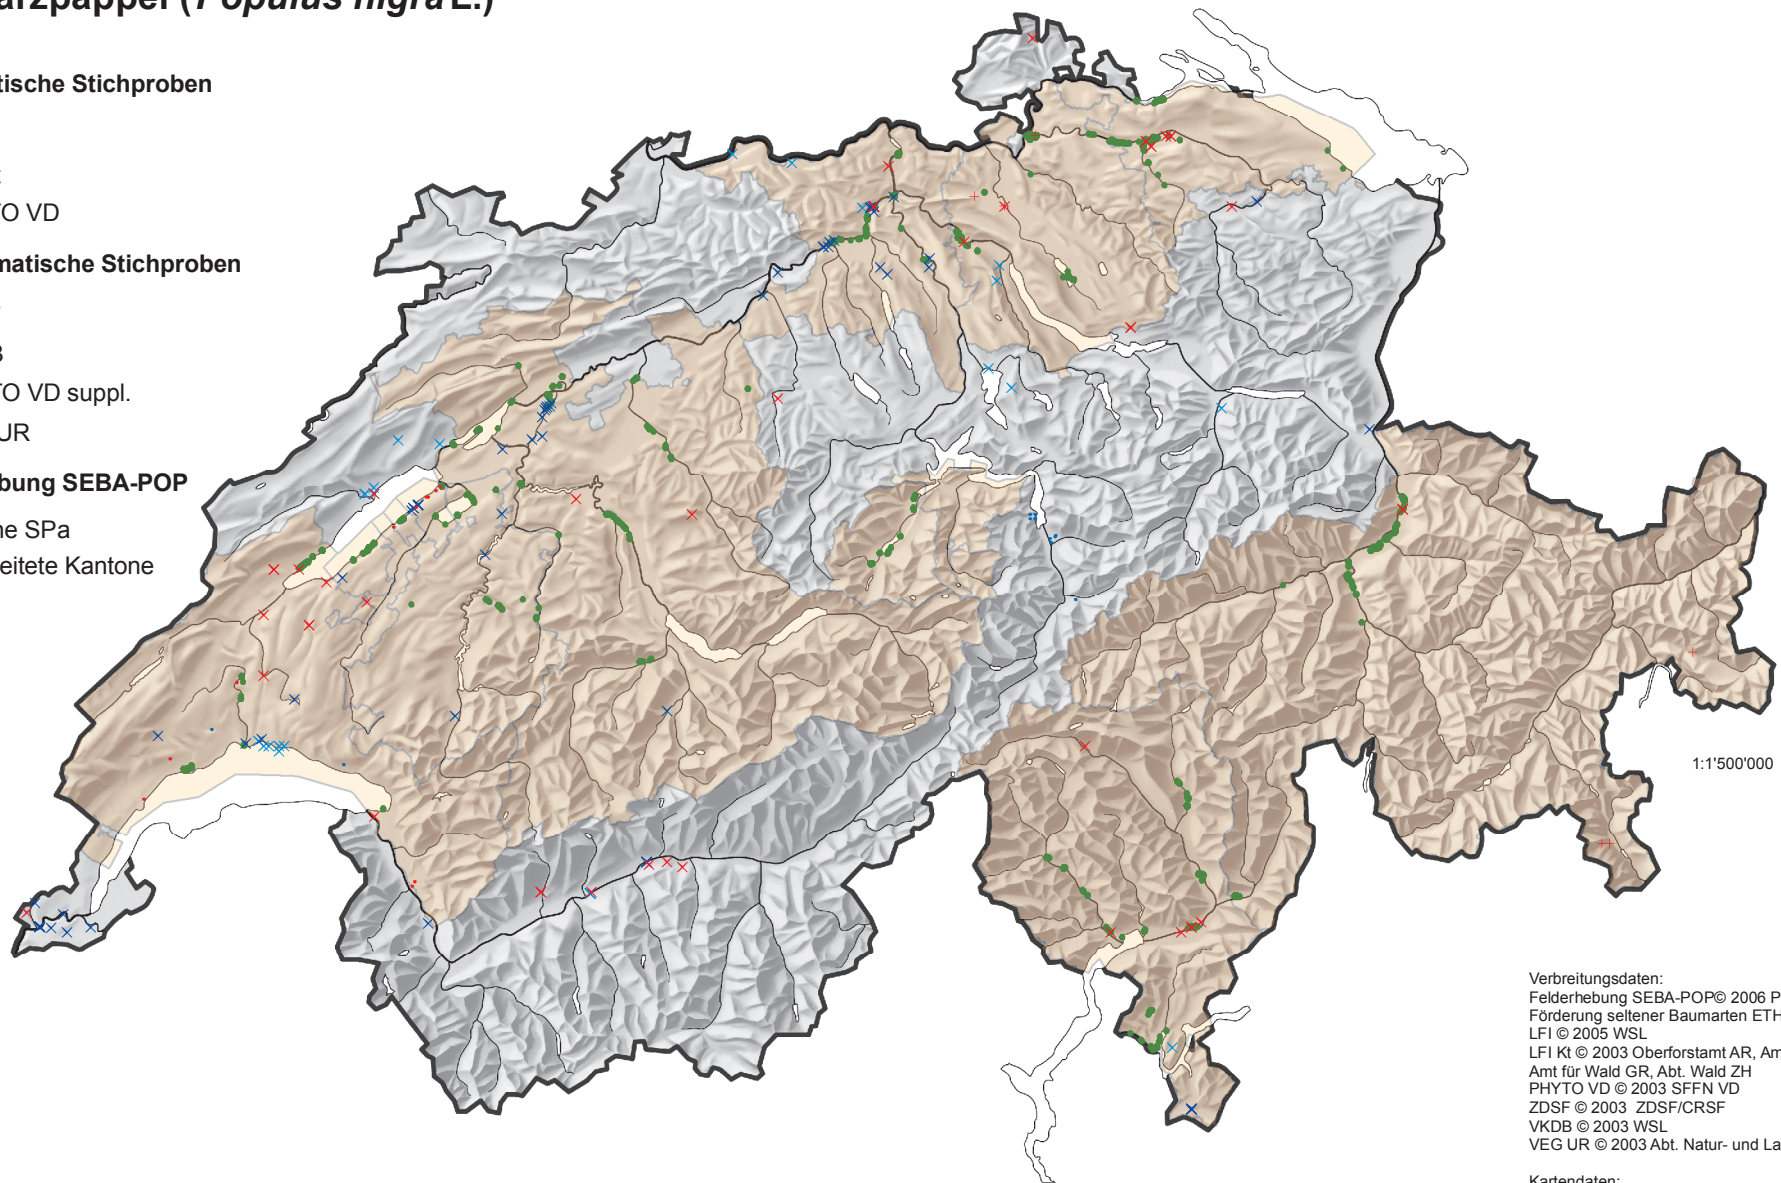 arzpappel (Populus nigra L.)
tische Stichproben
TO VD
matische Stichproben
TO VD suppl.
UR
bung SEBA-POP
ne SPa
eitete Kantone
1:1'500'000
Verbreitungsdaten:
Felderhebung SEBA-POP© 2006 P
Förderung seltener Baumarten ETH
LFI © 2005 WSL
LFI Kt © 2003 Oberforstamt AR, Am
Amt für Wald GR, Abt. Wald ZH
PHYTO VD © 2003 SFFN VD
ZDSF © 2003 ZDSF/CRSF
VKDB © 2003 WSL
VEG UR © 2003 Abt. Natur- und La
Kartendaten: